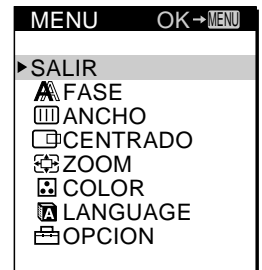 MENU OK→MENU
SALIR
FASE
ANCHO
CENTRADO
ZOOM
COLOR
LANGUAGE
OPCION